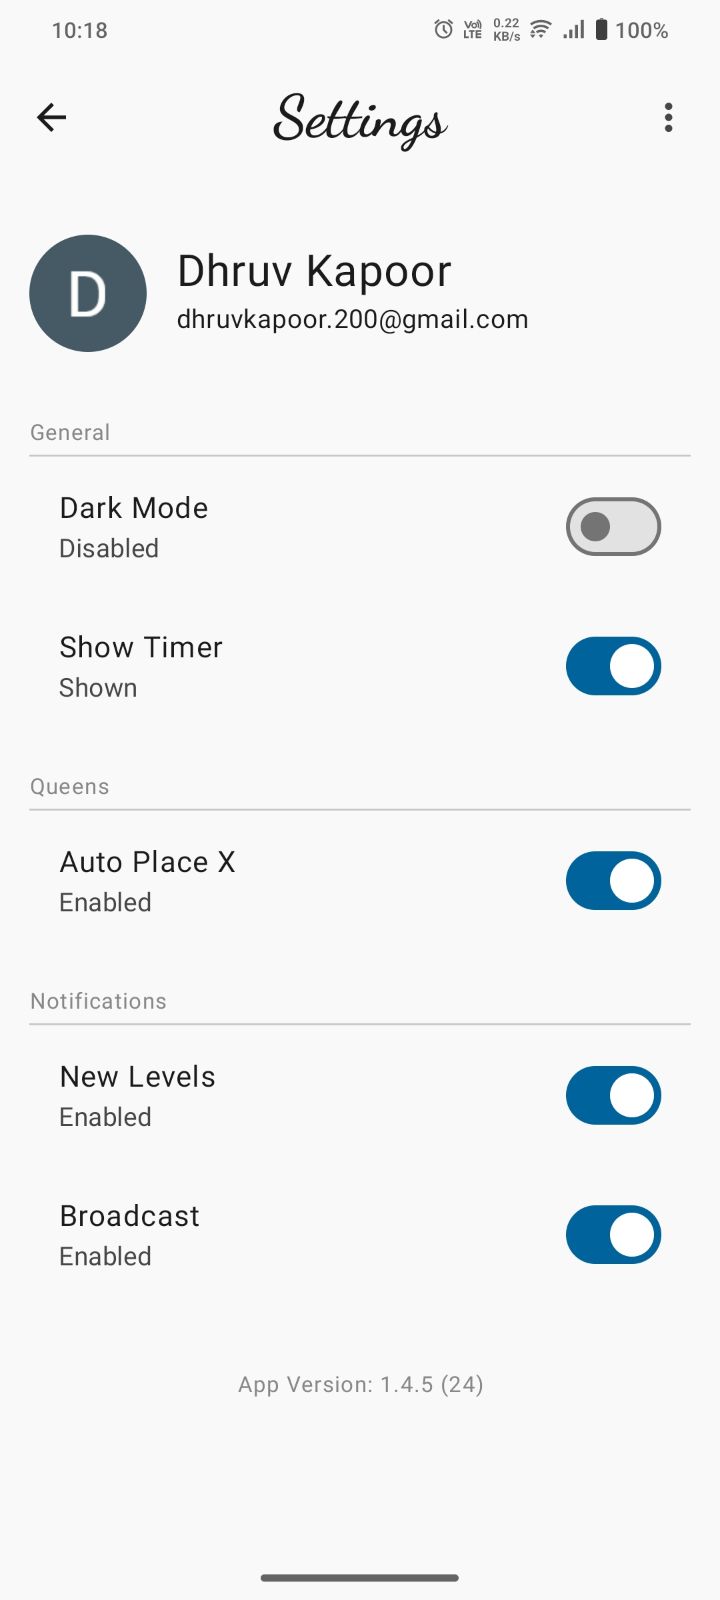 10:18 Vo) LTE 0.22 KB/s 100%
Settings
D
Dhruv Kapoor
dhruvkapoor.200@gmail.com
General
Dark Mode
Disabled
Show Timer
Shown
Queens
Auto Place X
Enabled
Notifications
New Levels
Enabled
Broadcast
Enabled
App Version: 1.4.5 (24)